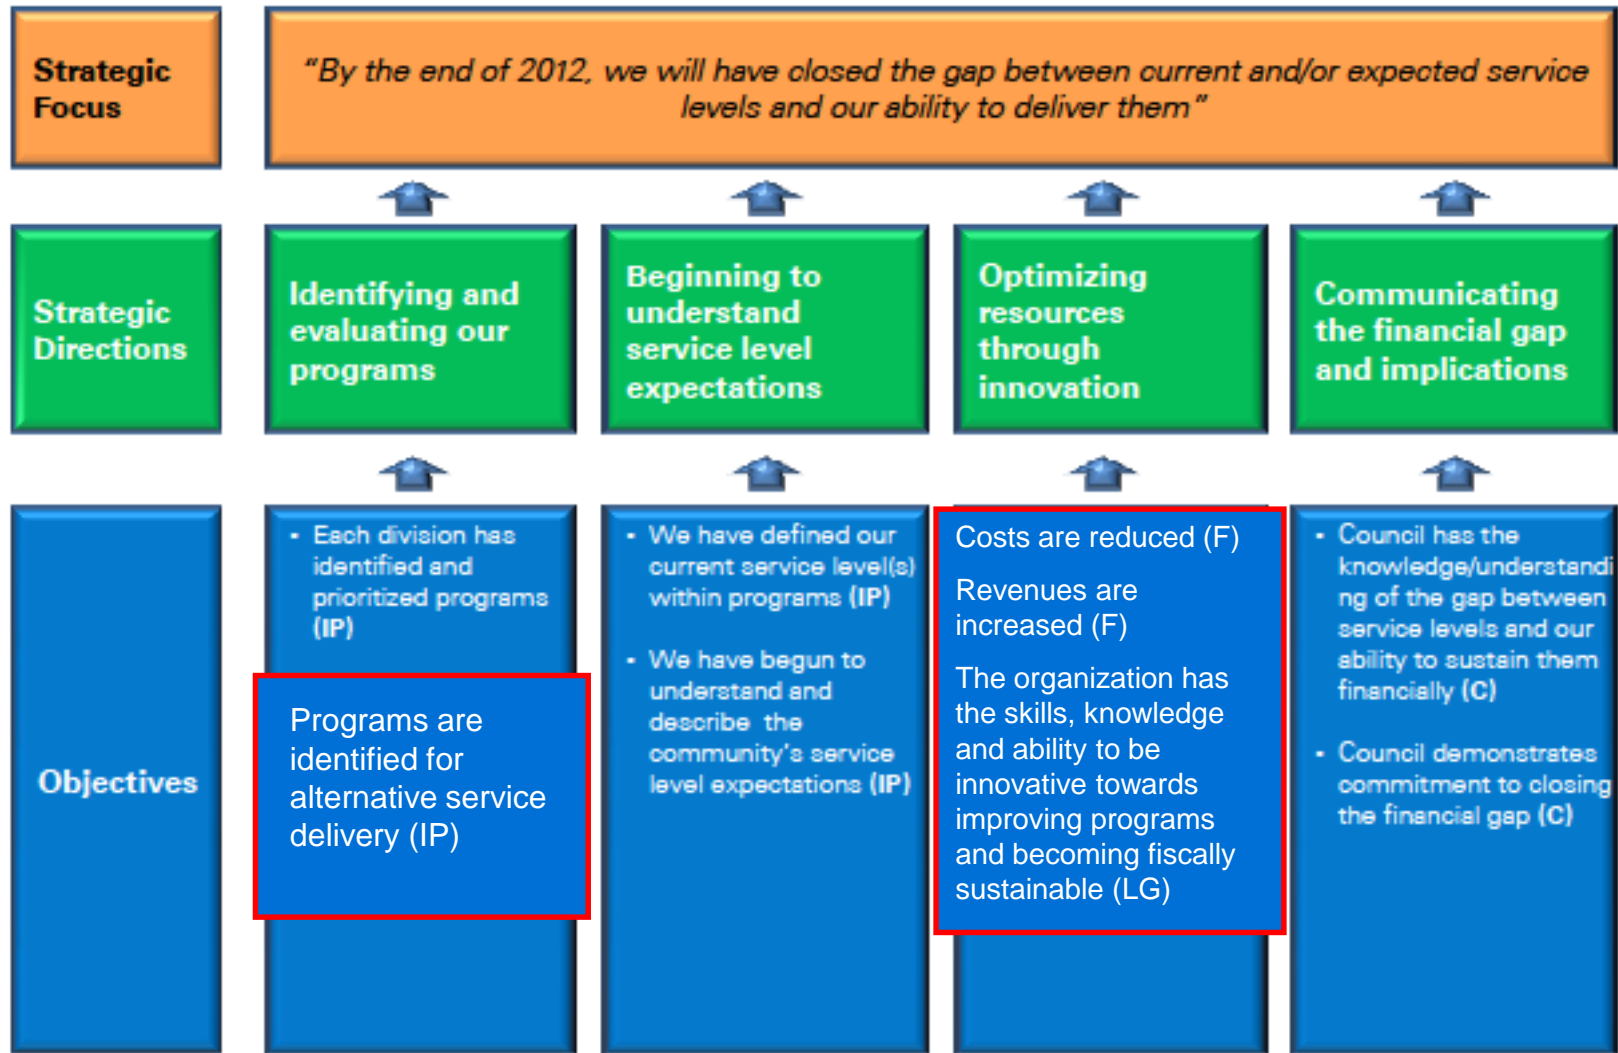 Strategic
Focus
“By the end of 2012, we will have closed the gap between current and/or expected service
levels and our ability to deliver them”
Strategic
Directions
Identifying and
evaluating our
programs
Beginning to
understand
service level
expectations
Optimizing
resources
through
innovation
Communicating
the financial gap
and implications
Objectives
• Each division has
identified and
prioritized programs
(IP)
Programs are
identified for
alternative service
delivery (IP)
• We have defined our
current service level(s)
within programs (IP)
• We have begun to
understand and
describe the
community’s service
level expectations (IP)
Costs are reduced (F)
Revenues are
increased (F)
The organization has
the skills, knowledge
and ability to be
innovative towards
improving programs
and becoming fiscally
sustainable (LG)
• Council has the
knowledge/understandi
ng of the gap between
service levels and our
ability to sustain them
financially (C)
• Council demonstrates
commitment to closing
the financial gap (C)